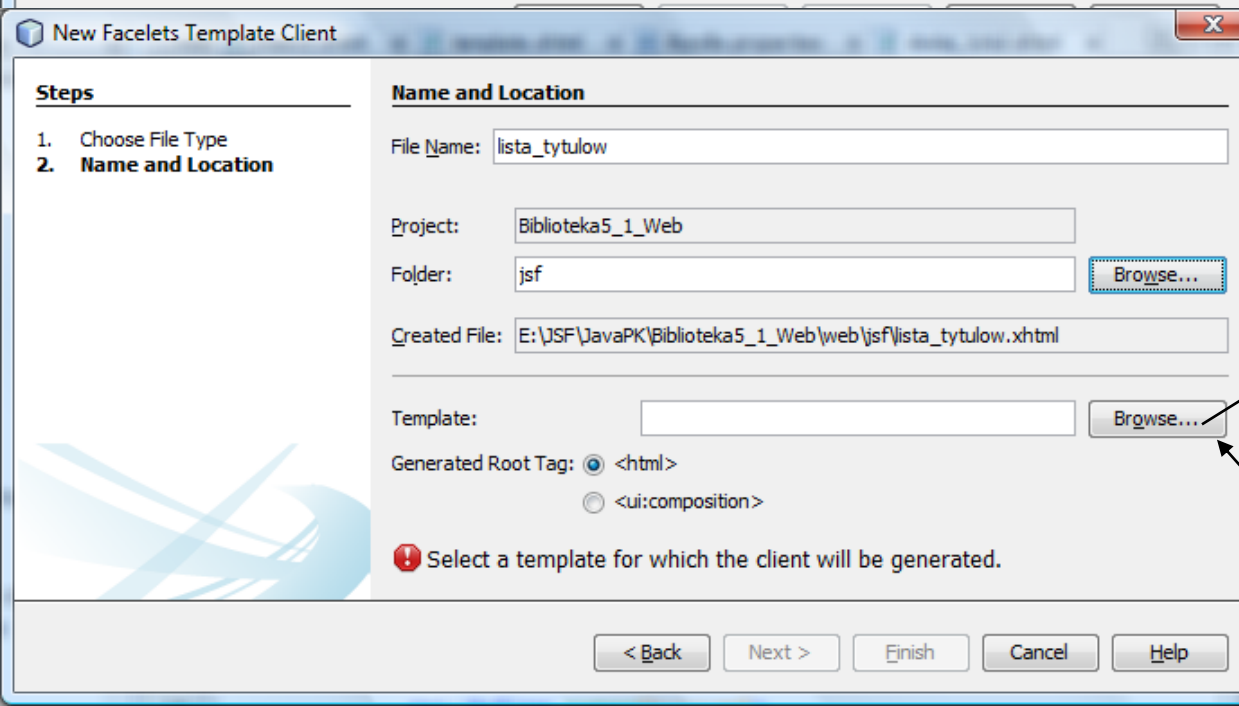 New Facelets Template Client
Steps
1. Choose File Type
2. Name and Location
Name and Location
File Name: lista_tytulow
Project: Biblioteka5_1_Web
Folder: jsf Browse...
Created File: E:\JSF\JavaPK\Biblioteka5_1_Web\web\jsf\lista_tytulow.xhtml
Template: Browse...
Generated Root Tag: <html>
<ui:composition>
Select a template for which the client will be generated.
< Back Next > Finish Cancel Help